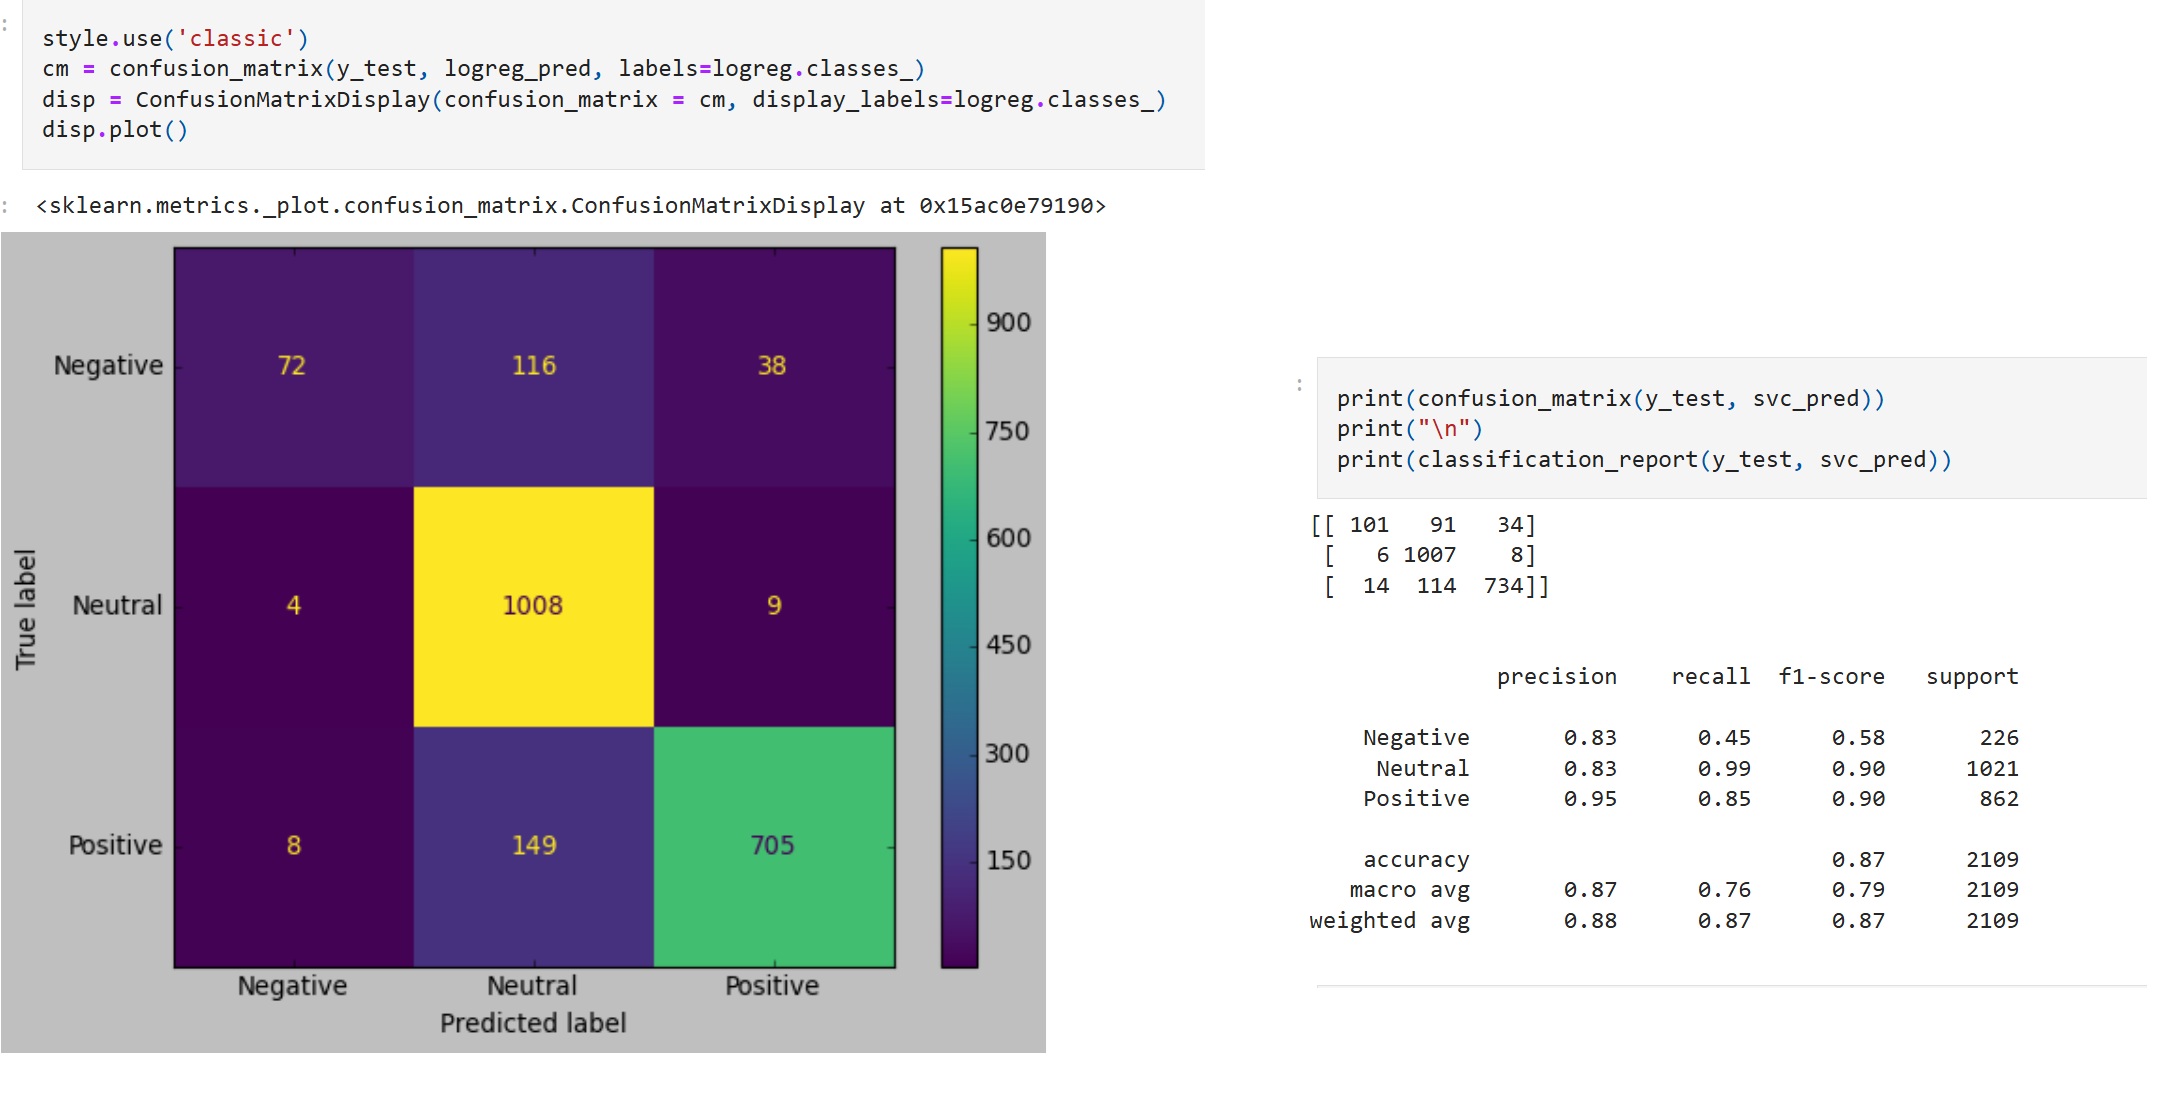 style.use('classic')
cm = confusion_matrix(y_test, logreg_pred, labels=logreg.classes_)
disp = ConfusionMatrixDisplay(confusion_matrix = cm, display_labels=logreg.classes_)
disp.plot()
<sklearn.metrics._plot.confusion_matrix.ConfusionMatrixDisplay at 0x15ac0e79190>
True label
Negative 72 116 38
Neutral 4 1008 9
Positive 8 149 705
Negative Neutral Positive
Predicted label
900
750
600
450
300
150
print(confusion_matrix(y_test, svc_pred))
print("\n")
print(classification_report(y_test, svc_pred))
[[ 101 91 34]
[ 6 1007 8]
[ 14 114 734]]
precision recall f1-score support
Negative 0.83 0.45 0.58 226
Neutral 0.83 0.99 0.90 1021
Positive 0.95 0.85 0.90 862
accuracy 0.87 2109
macro avg 0.87 0.76 0.79 2109
weighted avg 0.88 0.87 0.87 2109